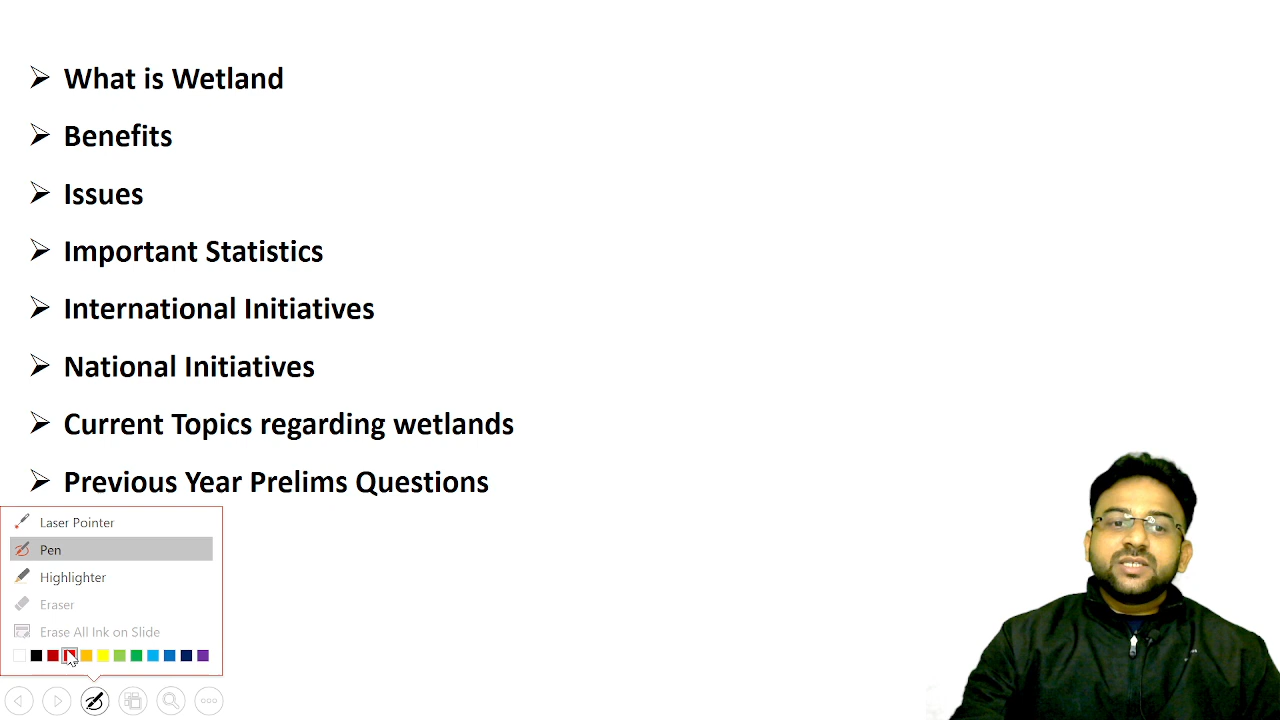 What is Wetland
Benefits
Issues
Important Statistics
International Initiatives
National Initiatives
Current Topics regarding wetlands
Previous Year Prelims Questions
Laser Pointer
Pen
Highlighter
Eraser
Erase All Ink on Slide